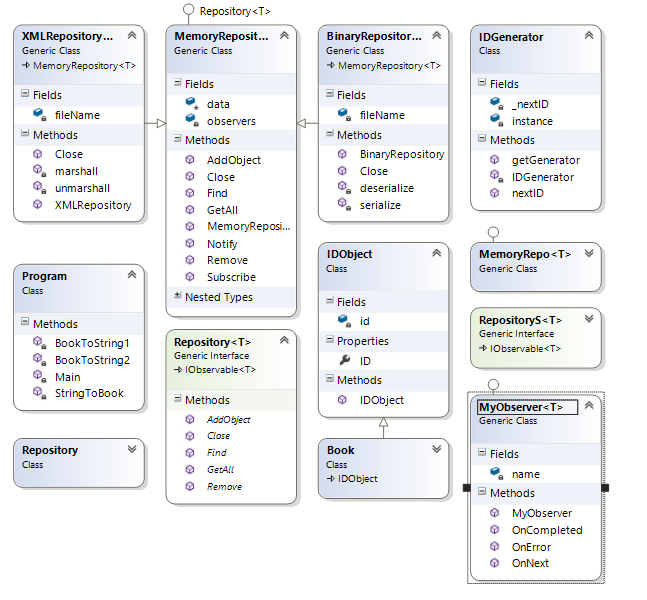 Repository<T>
XMLRepository...
Generic Class
MemoryRepository<T>
Fields
fileName
Methods
Close
marshall
unmarshall
XMLRepository
MemoryReposit...
Generic Class
Fields
data
observers
Methods
AddObject
Close
Find
GetAll
MemoryReposi...
Notify
Remove
Subscribe
Nested Types
BinaryRepositor...
Generic Class
MemoryRepository<T>
Fields
fileName
Methods
BinaryRepository
Close
deserialize
serialize
IDGenerator
Class
Fields
_nextID
instance
Methods
getGenerator
IDGenerator
nextID
Program
Class
Methods
BookToString1
BookToString2
Main
StringToBook
Repository<T>
Generic Interface
IObservable<T>
Methods
AddObject
Close
Find
GetAll
Remove
IDObject
Class
Fields
id
Properties
ID
Methods
IDObject
MemoryRepo<T>
Generic Class
RepositoryS<T>
Generic Interface
IObservable<T>
Repository
Class
Book
Class
IDObject
MyObserver<T>
Generic Class
Fields
name
Methods
MyObserver
OnCompleted
OnError
OnNext